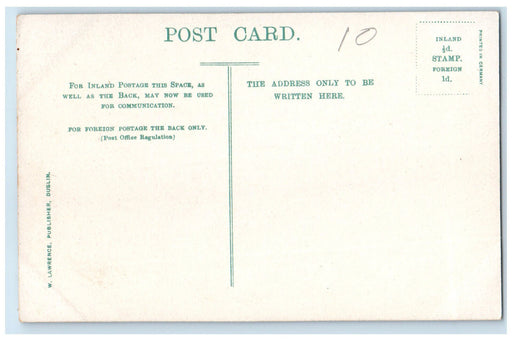 POST CARD.
10
INLAND
½d.
STAMP.
FOREIGN
1d.
PRINTED IN GERMANY
FOR INLAND POSTAGE THIS SPACE, AS
WELL AS THE BACK, MAY NOW BE USED
FOR COMMUNICATION.
FOR FOREIGN POSTAGE THE BACK ONLY.
(Post Office Regulation)
THE ADDRESS ONLY TO BE
WRITTEN HERE.
W. LAWRENCE, PUBLISHER, DUBLIN.